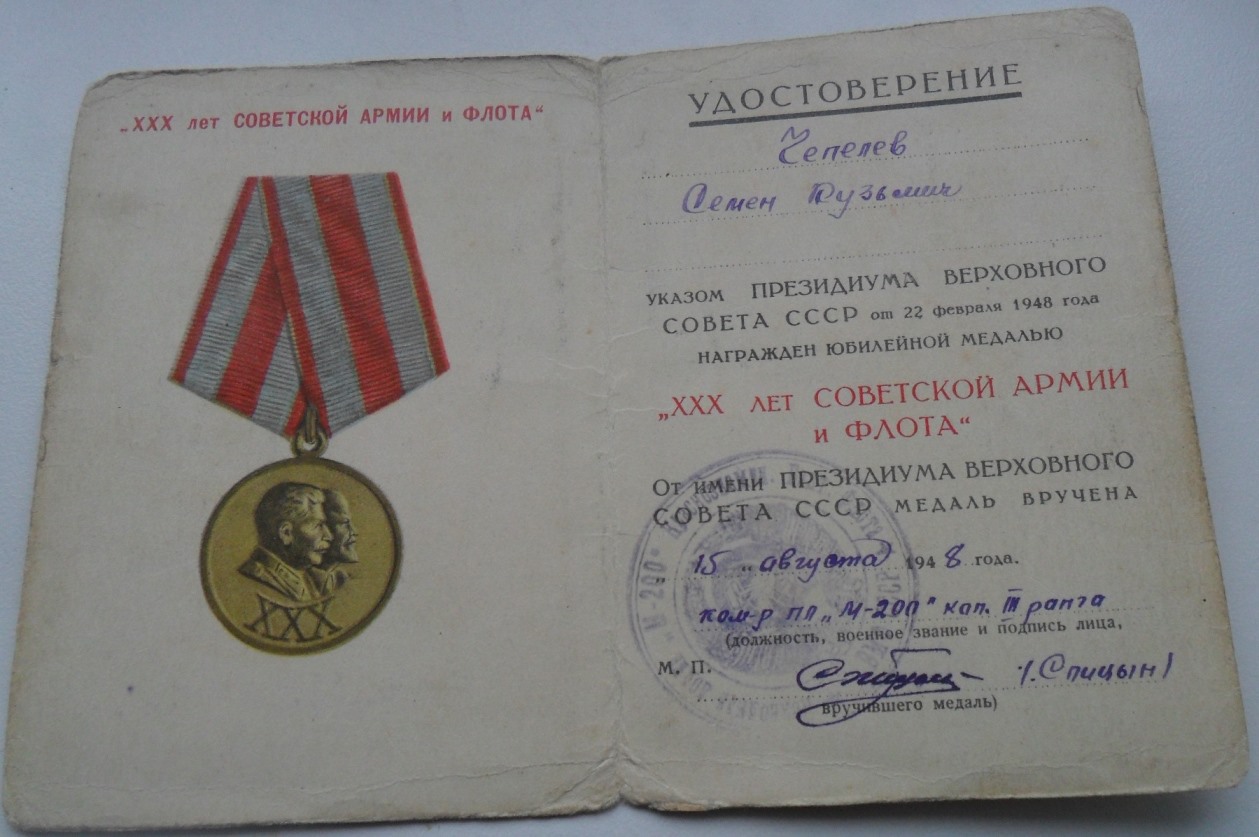 „XXX лет СОВЕТСКОЙ АРМИИ и ФЛОТА“
XXX
УДОСТОВЕРЕНИЕ
Чепелев
Семен Кузьмич
УКАЗОМ ПРЕЗИДИУМА ВЕРХОВНОГО
СОВЕТА СССР от 22 февраля 1948 года
НАГРАЖДЕН ЮБИЛЕЙНОЙ МЕДАЛЬЮ
„XXX ЛЕТ СОВЕТСКОЙ АРМИИ
и ФЛОТА“
От имени ПРЕЗИДИУМА ВЕРХОВНОГО
СОВЕТА СССР МЕДАЛЬ ВРУЧЕНА
„15„ августа 1948 года.
ком-р пл „М-200" кап. III ранга
(должность, военное звание и подпись лица,
М. П.
(Спицын)
вручившего медаль)
"М-200"